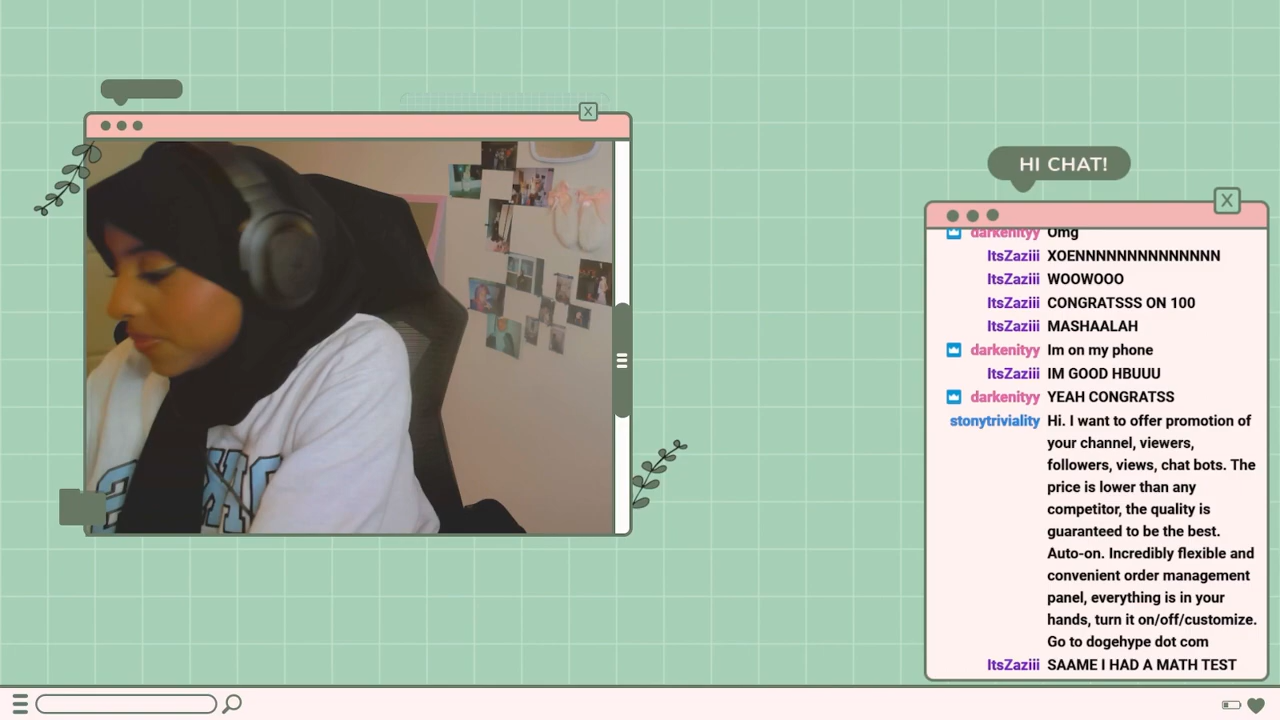 X
HI CHAT!
X
darkenityy Omg
ItsZaziii XOENNNNNNNNNNNNNN
ItsZaziii WOOWOOO
ItsZaziii CONGRATSSS ON 100
ItsZaziii MASHAALAH
darkenityy Im on my phone
ItsZaziii IM GOOD HBUUU
darkenityy YEAH CONGRATSS
stonytriviality Hi. I want to offer promotion of
your channel, viewers,
followers, views, chat bots. The
price is lower than any
competitor, the quality is
guaranteed to be the best.
Auto-on. Incredibly flexible and
convenient order management
panel, everything is in your
hands, turn it on/off/customize.
Go to dogehype dot com
ItsZaziii SAAME I HAD A MATH TEST